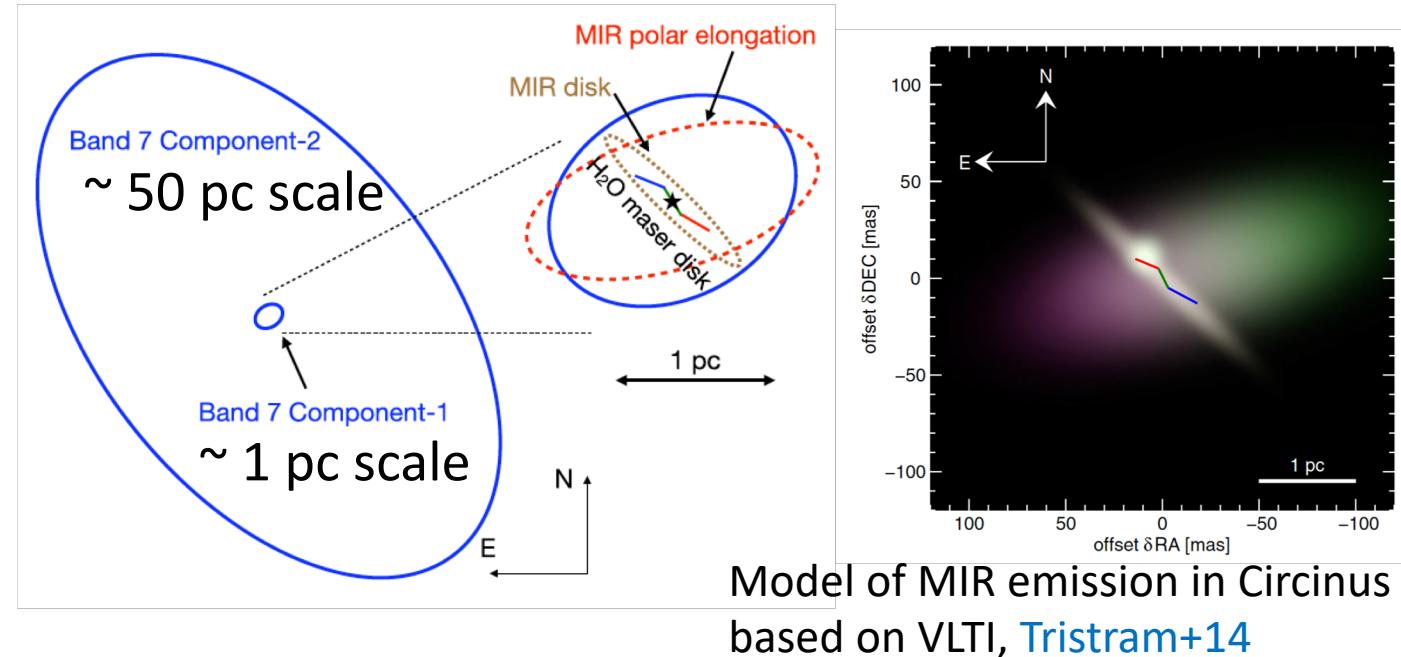 MIR polar elongation
MIR disk
Band 7 Component-2
~ 50 pc scale
H₂O maser disk
1 pc
Band 7 Component-1
~ 1 pc scale
N
E
100
50
0
−50
−100
offset δDEC [mas]
N
E
1 pc
100
50
0
−50
−100
offset δRA [mas]
Model of MIR emission in Circinus
based on VLTI, Tristram+14